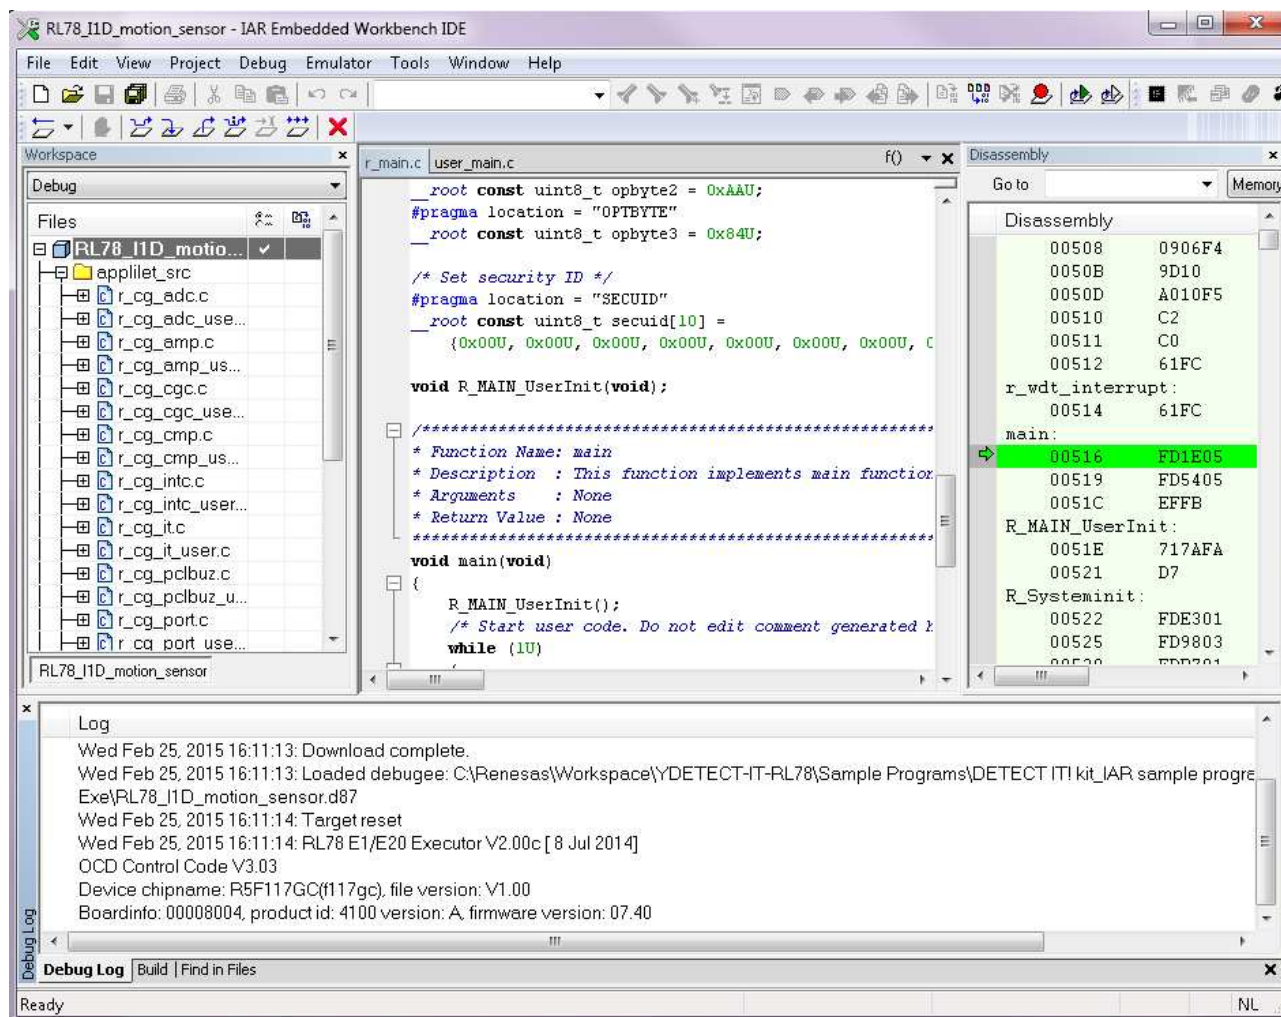 RL78_I1D_motion_sensor - IAR Embedded Workbench IDE
File Edit View Project Debug Emulator Tools Window Help
Workspace
Debug
Files
RL78_I1D_motio...
applilet_src
r_cg_adc.c
r_cg_adc_use...
r_cg_amp.c
r_cg_amp_us...
r_cg_cgc.c
r_cg_cgc_use...
r_cg_cmp.c
r_cg_cmp_us...
r_cg_intc.c
r_cg_intc_user...
r_cg_it.c
r_cg_it_user.c
r_cg_pclbuz.c
r_cg_pclbuz_u...
r_cg_port.c
r_cg_port_use...
RL78_I1D_motion_sensor
r_main.c user_main.c f()
__root const uint8_t opbyte2 = 0xAAU;
#pragma location = "OPTBYTE"
__root const uint8_t opbyte3 = 0x84U;
/* Set security ID */
#pragma location = "SECUID"
__root const uint8_t secuid[10] =
{0x00U, 0x00U, 0x00U, 0x00U, 0x00U, 0x00U, 0x00U, 0
void R_MAIN_UserInit(void);
/*********************************************************
* Function Name: main
* Description : This function implements main function
* Arguments : None
* Return Value : None
**********************************************************
void main(void)
{
R_MAIN_UserInit();
/* Start user code. Do not edit comment generated h
while (1U)
{
Disassembly
Go to Memory
Disassembly
00508 0906F4
0050B 9D10
0050D A010F5
00510 C2
00511 C0
00512 61FC
r_wdt_interrupt:
00514 61FC
main:
00516 FD1E05
00519 FD5405
0051C EFFB
R_MAIN_UserInit:
0051E 717AFA
00521 D7
R_Systeminit:
00522 FDE301
00525 FD9803
Log
Wed Feb 25, 2015 16:11:13: Download complete.
Wed Feb 25, 2015 16:11:13: Loaded debugee: C:\Renesas\Workspace\YDETECT-IT-RL78\Sample Programs\DETECT IT! kit_IAR sample progra
Exe\RL78_I1D_motion_sensor.d87
Wed Feb 25, 2015 16:11:14: Target reset
Wed Feb 25, 2015 16:11:14: RL78 E1/E20 Executor V2.00c [ 8 Jul 2014]
OCD Control Code V3.03
Device chipname: R5F117GC(f117gc), file version: V1.00
Boardinfo: 00008004, product id: 4100 version: A, firmware version: 07.40
Debug Log
Debug Log Build Find in Files
Ready NL